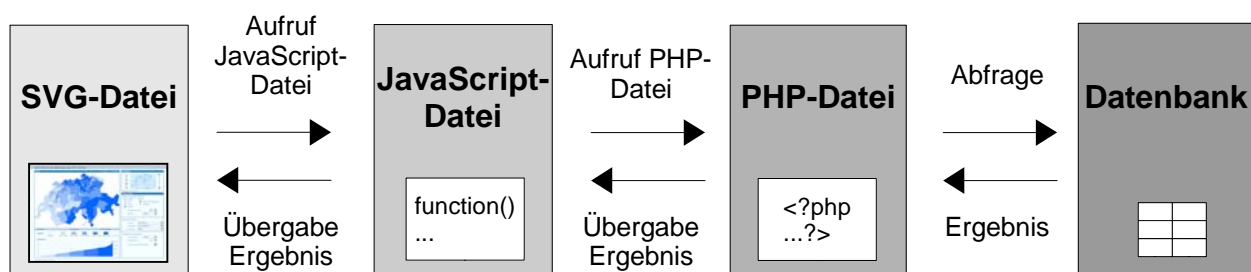 SVG-Datei
Aufruf
JavaScript-
Datei
Übergabe
Ergebnis
JavaScript-
Datei
function()
...
Aufruf PHP-
Datei
Übergabe
Ergebnis
PHP-Datei
<?php
...?>
Abfrage
Ergebnis
Datenbank